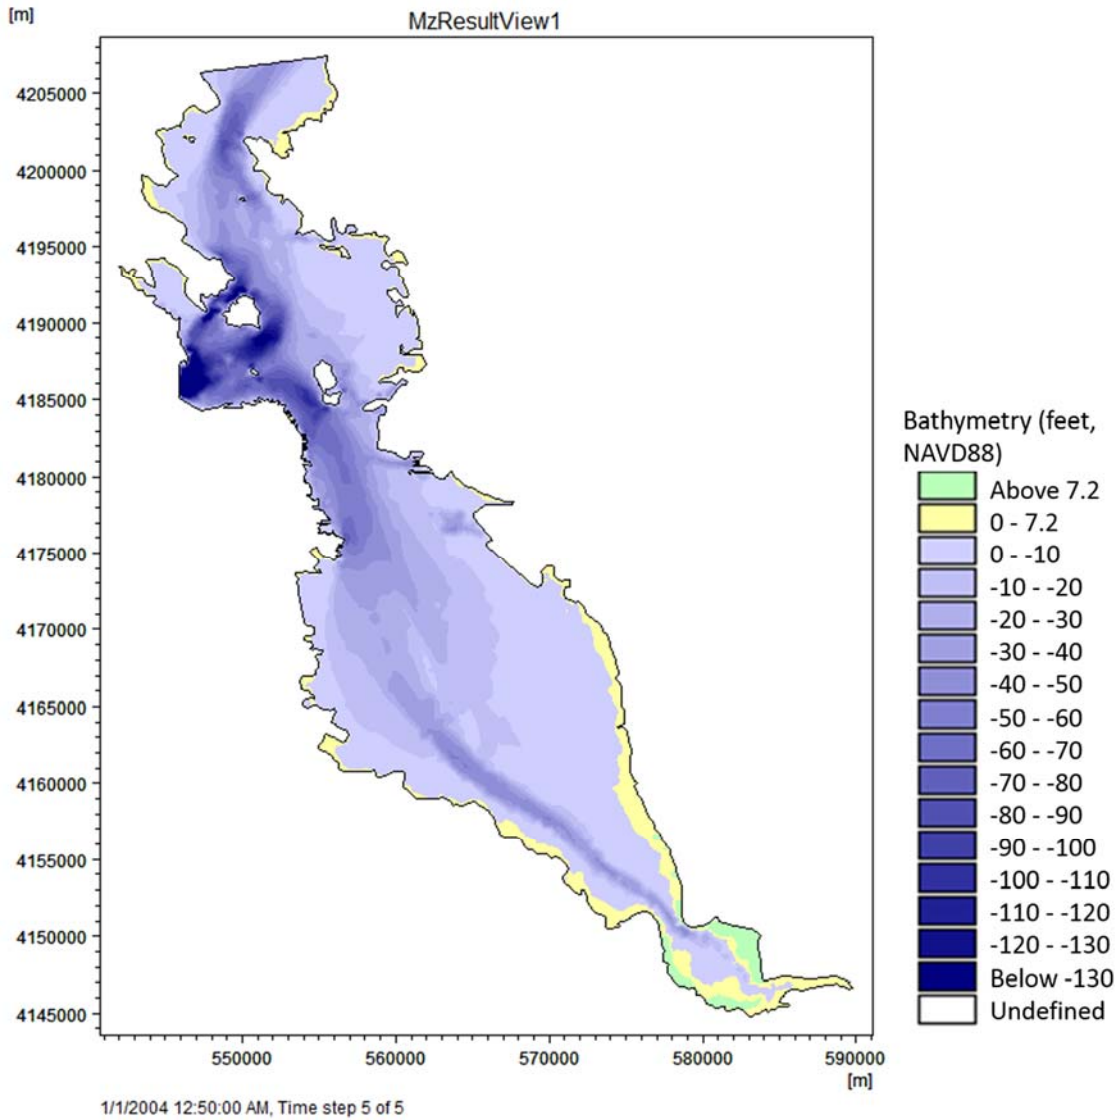 [m]
MzResultView1
4205000
4200000
4195000
4190000
4185000
4180000
4175000
4170000
4165000
4160000
4155000
4150000
4145000
550000
560000
570000
580000
590000
[m]
1/1/2004 12:50:00 AM, Time step 5 of 5
Bathymetry (feet,
NAVD88)
Above 7.2
0 - 7.2
0 - -10
-10 - -20
-20 - -30
-30 - -40
-40 - -50
-50 - -60
-60 - -70
-70 - -80
-80 - -90
-90 - -100
-100 - -110
-110 - -120
-120 - -130
Below -130
Undefined